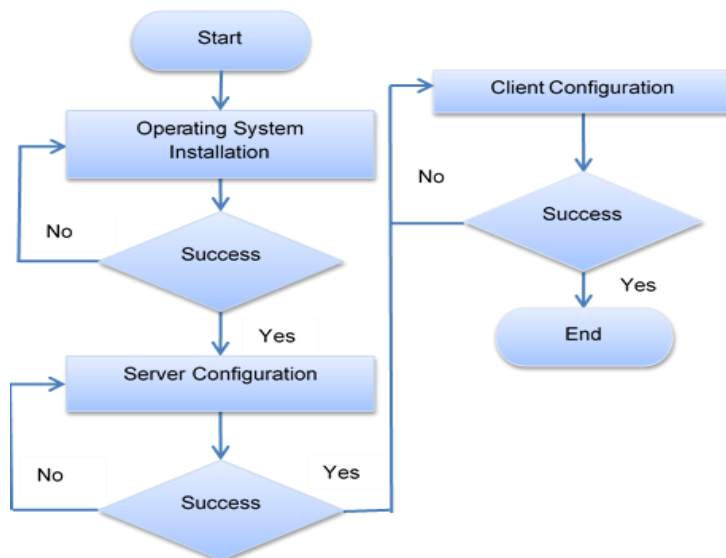 Start
Operating System
Installation
No
Success
Yes
Server Configuration
No
Success
Yes
Client Configuration
No
Success
Yes
End